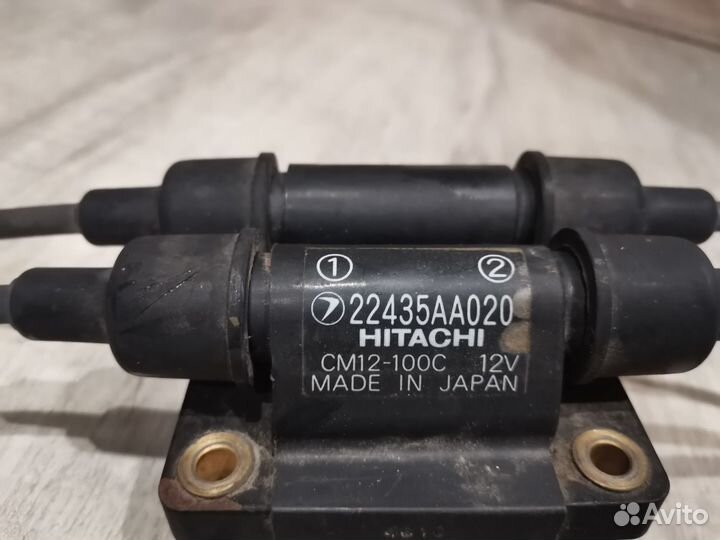 ① ②
22435AA020
HITACHI
CM12-100C 12V
MADE IN JAPAN
Avito